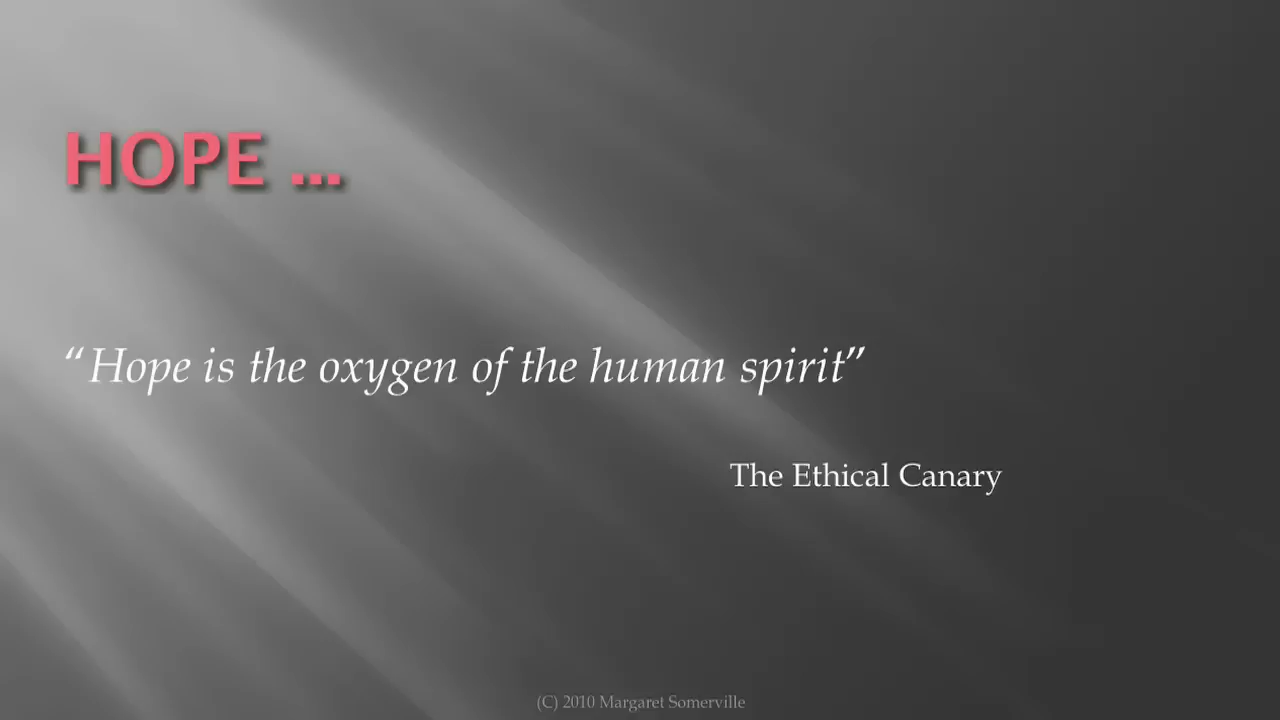 HOPE ...
“Hope is the oxygen of the human spirit”
The Ethical Canary
(C) 2010 Margaret Somerville